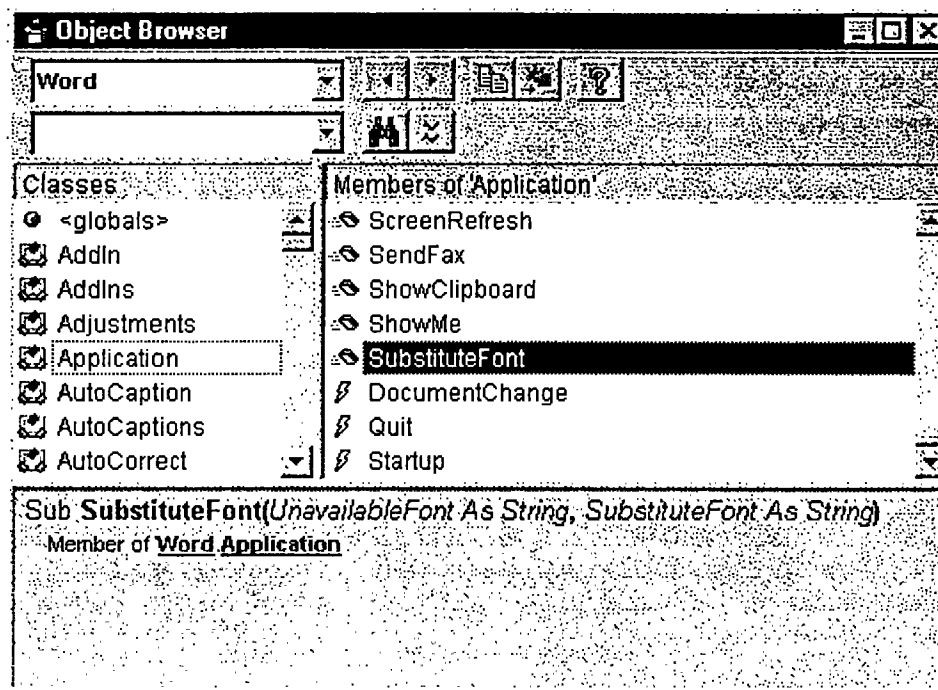 Object Browser
Word
Classes
Members of 'Application'
<globals>
AddIn
AddIns
Adjustments
Application
AutoCaption
AutoCaptions
AutoCorrect
ScreenRefresh
SendFax
ShowClipboard
ShowMe
SubstituteFont
DocumentChange
Quit
Startup
Sub SubstituteFont(UnavailableFont As String, SubstituteFont As String)
Member of Word.Application